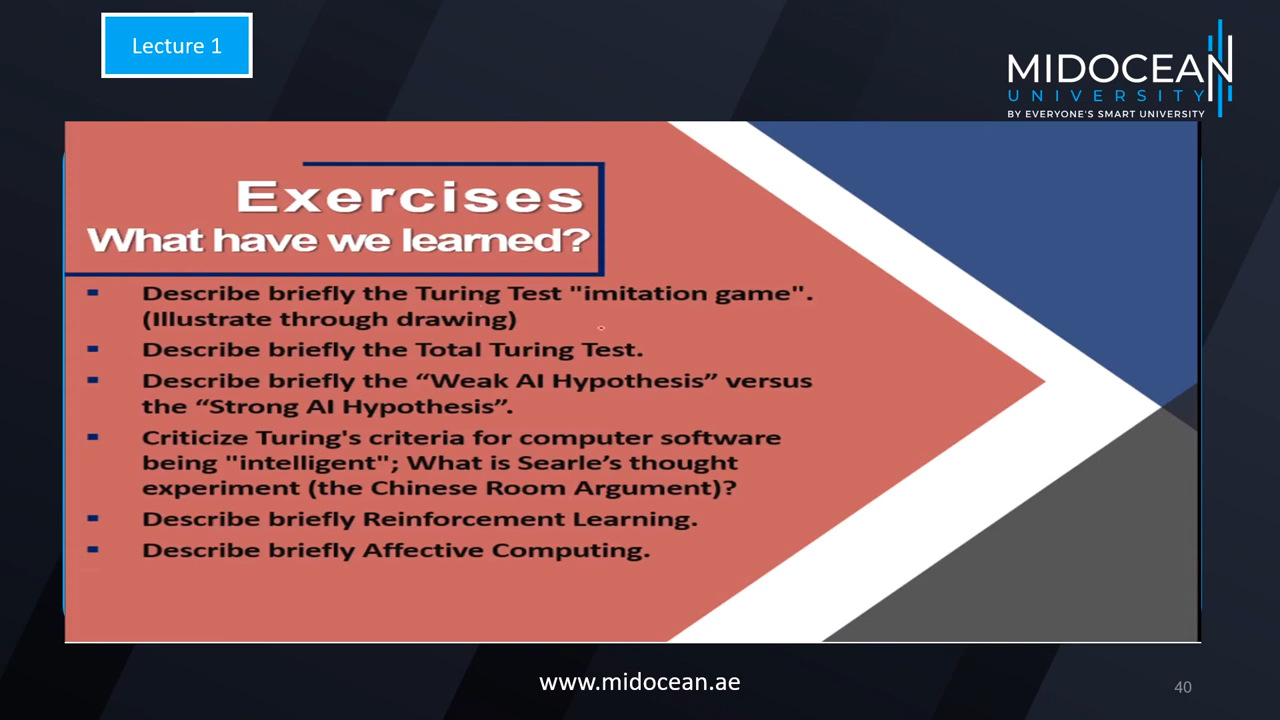 Lecture 1
MIDOCEAN
UNIVERSITY
BY EVERYONE'S SMART UNIVERSITY
Exercises
What have we learned?
▪ Describe briefly the Turing Test "imitation game".
(Illustrate through drawing)
▪ Describe briefly the Total Turing Test.
▪ Describe briefly the “Weak AI Hypothesis” versus
the “Strong AI Hypothesis”.
▪ Criticize Turing's criteria for computer software
being "intelligent"; What is Searle’s thought
experiment (the Chinese Room Argument)?
▪ Describe briefly Reinforcement Learning.
▪ Describe briefly Affective Computing.
www.midocean.ae
40